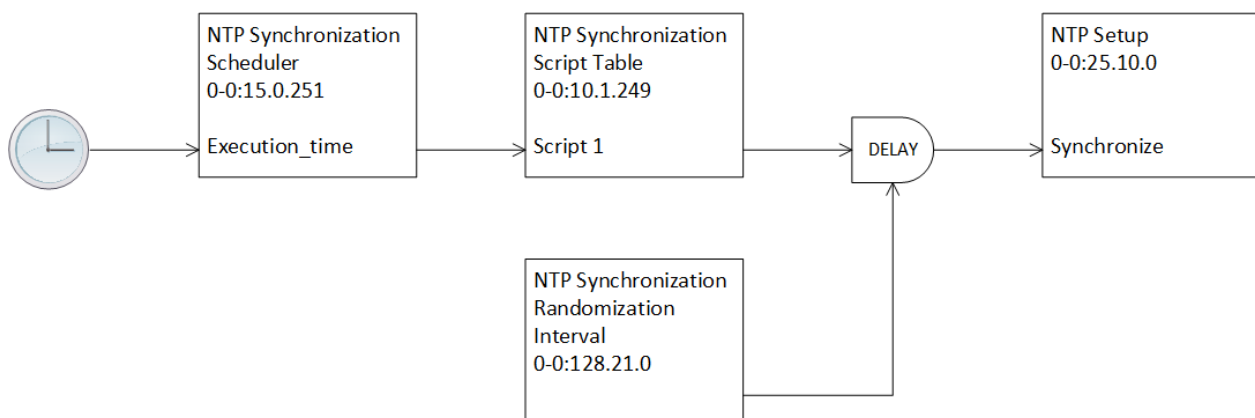 NTP Synchronization
Scheduler
0-0:15.0.251
Execution_time
NTP Synchronization
Script Table
0-0:10.1.249
Script 1
DELAY
NTP Setup
0-0:25.10.0
Synchronize
NTP Synchronization
Randomization
Interval
0-0:128.21.0